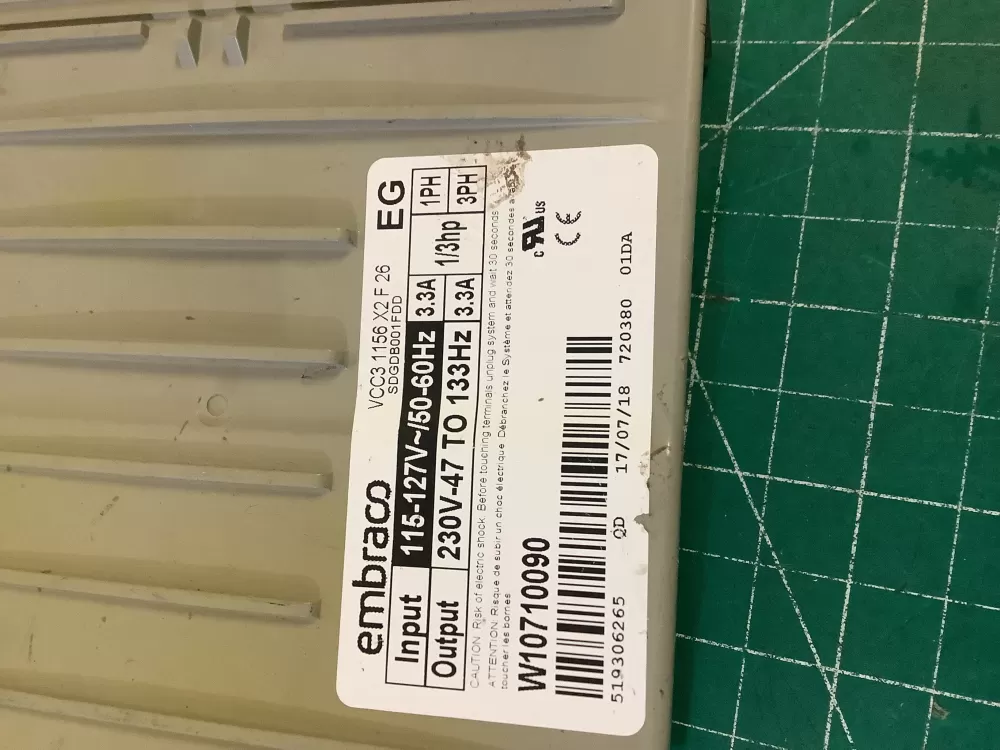 embraco
VCC3 1156 X2 F 26
SDGDB001FDD
EG
Input 115-127V~/50-60Hz 3.3A 1/3hp 1PH
Output 230V-47 TO 133Hz 3.3A 3PH
CAUTION. Risk of electric shock. Before touching terminals unplug system and wait 30 seconds
ATTENTION. Risque de subir un choc électrique. Débranchez le Système et attendez 30 secondes
toucher les bornes
W10710090
c RU US
CE
519306265 QD 17/07/18 720380 01DA